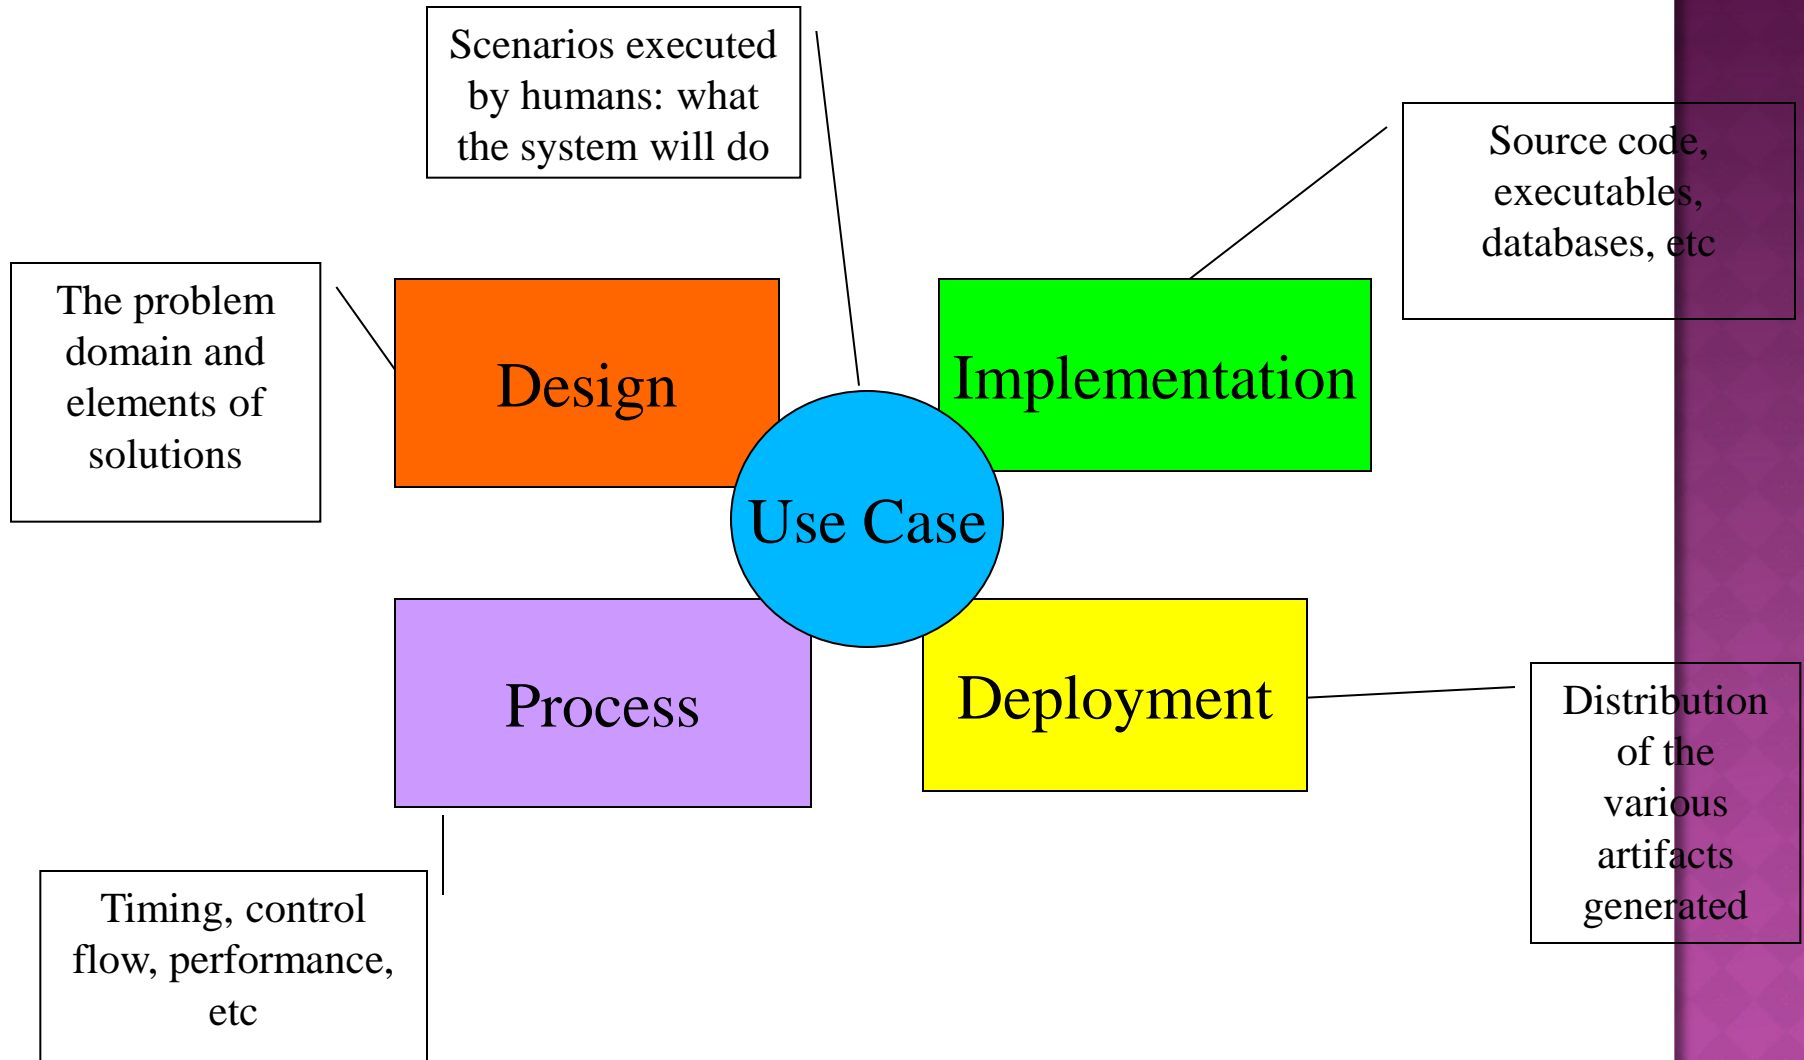 Scenarios executed
by humans: what
the system will do
Source code,
executables,
databases, etc
The problem
domain and
elements of
solutions
Design
Implementation
Use Case
Process
Deployment
Distribution
of the
various
artifacts
generated
Timing, control
flow, performance,
etc